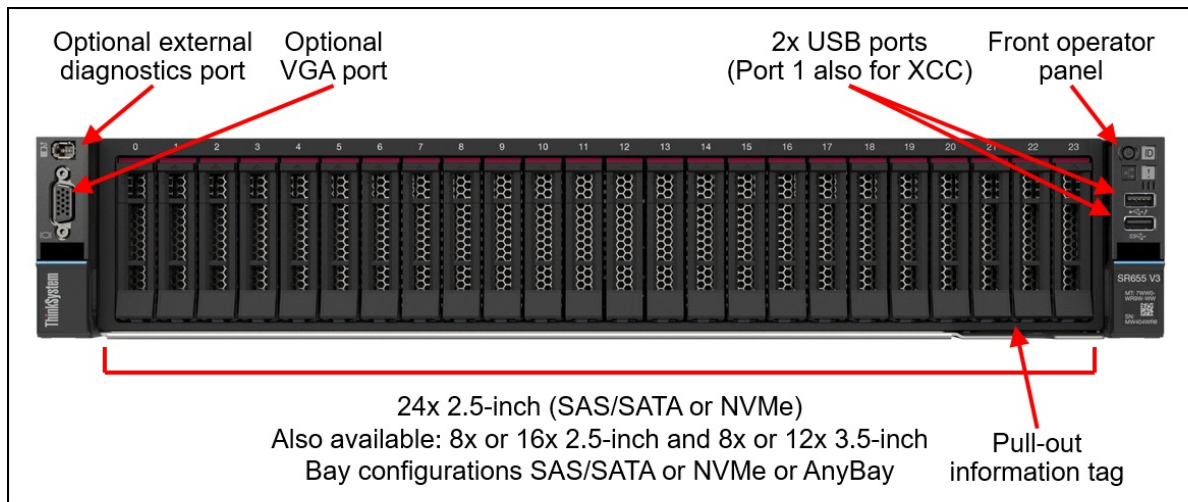 Optional external
diagnostics port
Optional
VGA port
2x USB ports
(Port 1 also for XCC)
Front operator
panel
0 1 2 3 4 5 6 7 8 9 10 11 12 13 14 15 16 17 18 19 20 21 22 23
ID
ThinkSystem
SR655 V3
24x 2.5-inch (SAS/SATA or NVMe)
Also available: 8x or 16x 2.5-inch and 8x or 12x 3.5-inch
Bay configurations SAS/SATA or NVMe or AnyBay
Pull-out
information tag